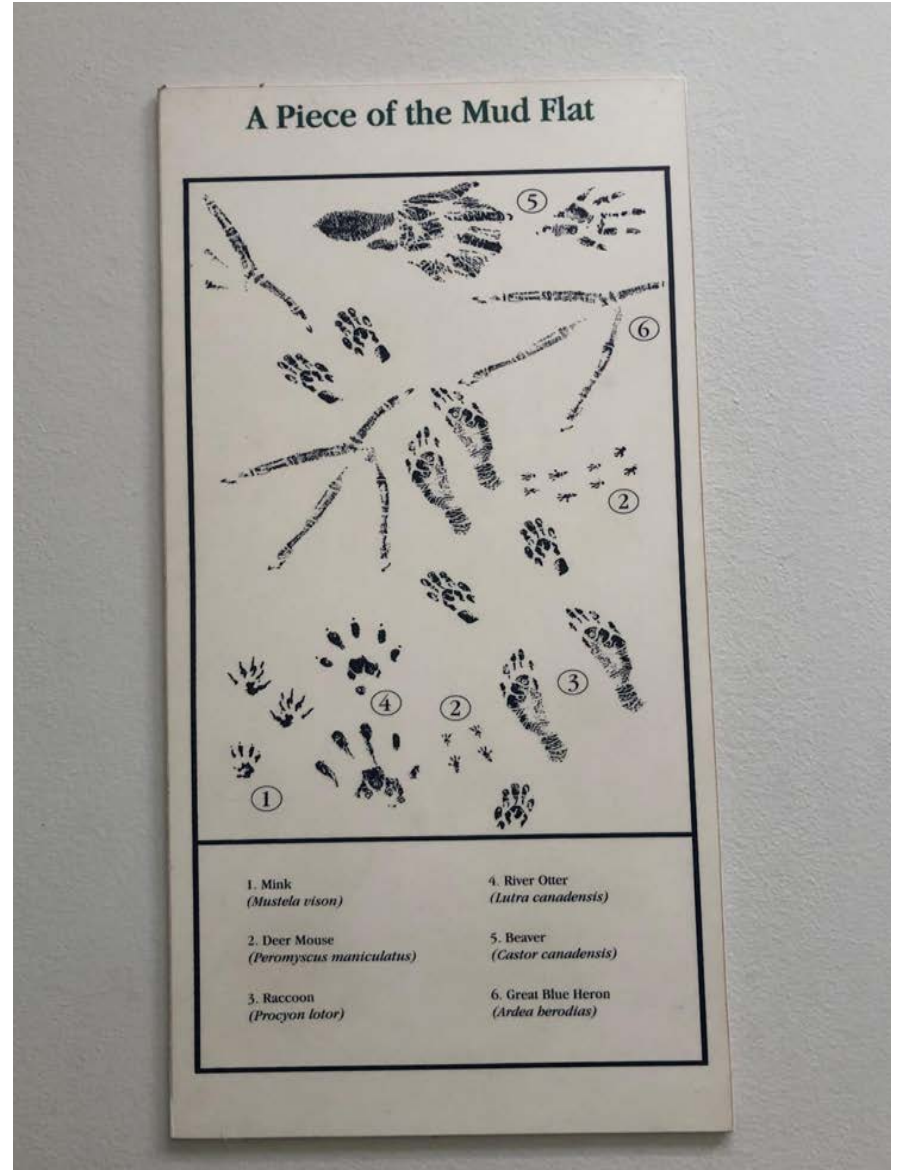 A Piece of the Mud Flat
5
6
2
3
4
2
1
1. Mink
(Mustela vison)
2. Deer Mouse
(Peromyscus maniculatus)
3. Raccoon
(Procyon lotor)
4. River Otter
(Lutra canadensis)
5. Beaver
(Castor canadensis)
6. Great Blue Heron
(Ardea herodias)